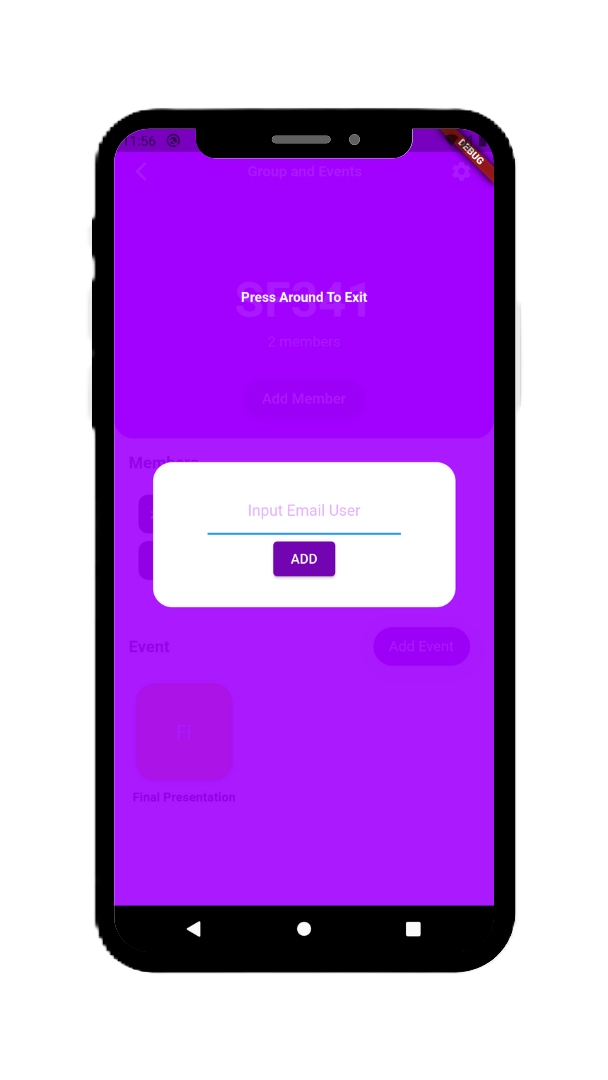 11:56
DEBUG
Group and Events
SF341
Press Around To Exit
2 members
Add Member
Members
Input Email User
ADD
Event
Add Event
Fi
Final Presentation